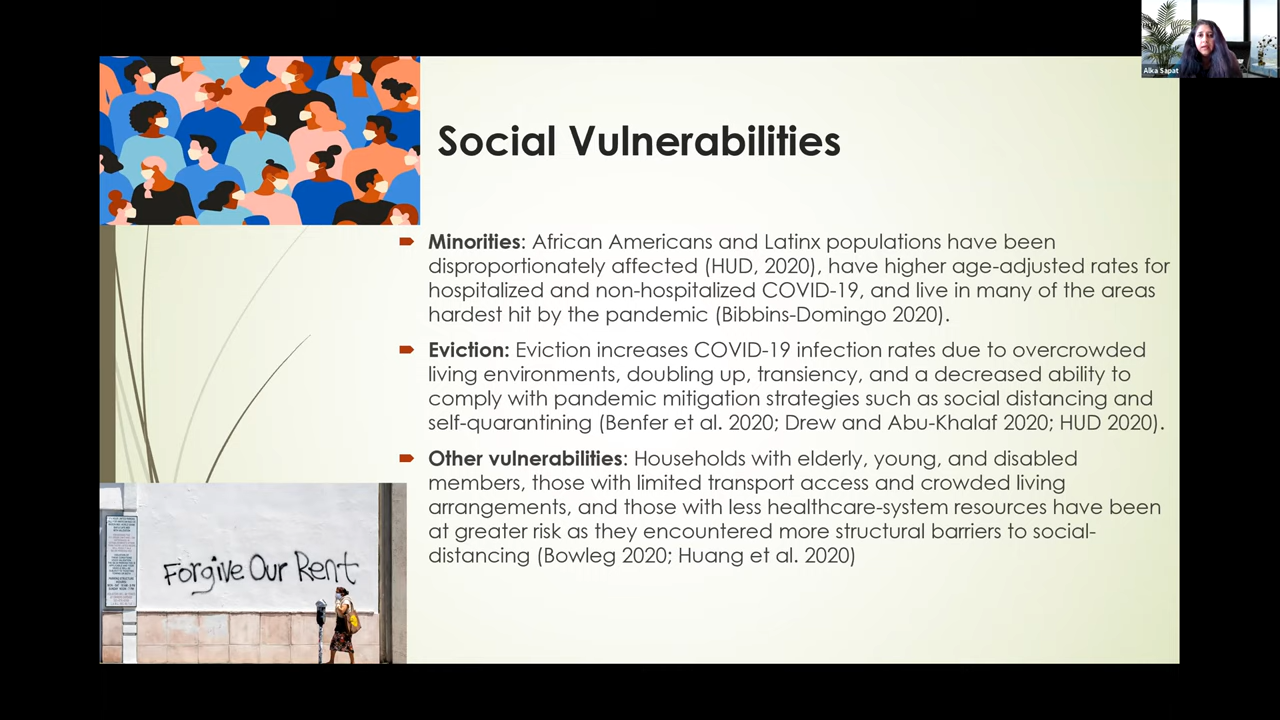 Alka Sapat
Social Vulnerabilities
Minorities: African Americans and Latinx populations have been
disproportionately affected (HUD, 2020), have higher age-adjusted rates for
hospitalized and non-hospitalized COVID-19, and live in many of the areas
hardest hit by the pandemic (Bibbins-Domingo 2020).
Eviction: Eviction increases COVID-19 infection rates due to overcrowded
living environments, doubling up, transiency, and a decreased ability to
comply with pandemic mitigation strategies such as social distancing and
self-quarantining (Benfer et al. 2020; Drew and Abu-Khalaf 2020; HUD 2020).
Other vulnerabilities: Households with elderly, young, and disabled
members, those with limited transport access and crowded living
arrangements, and those with less healthcare-system resources have been
at greater risk as they encountered more structural barriers to social-
distancing (Bowleg 2020; Huang et al. 2020)
Forgive Our Rent